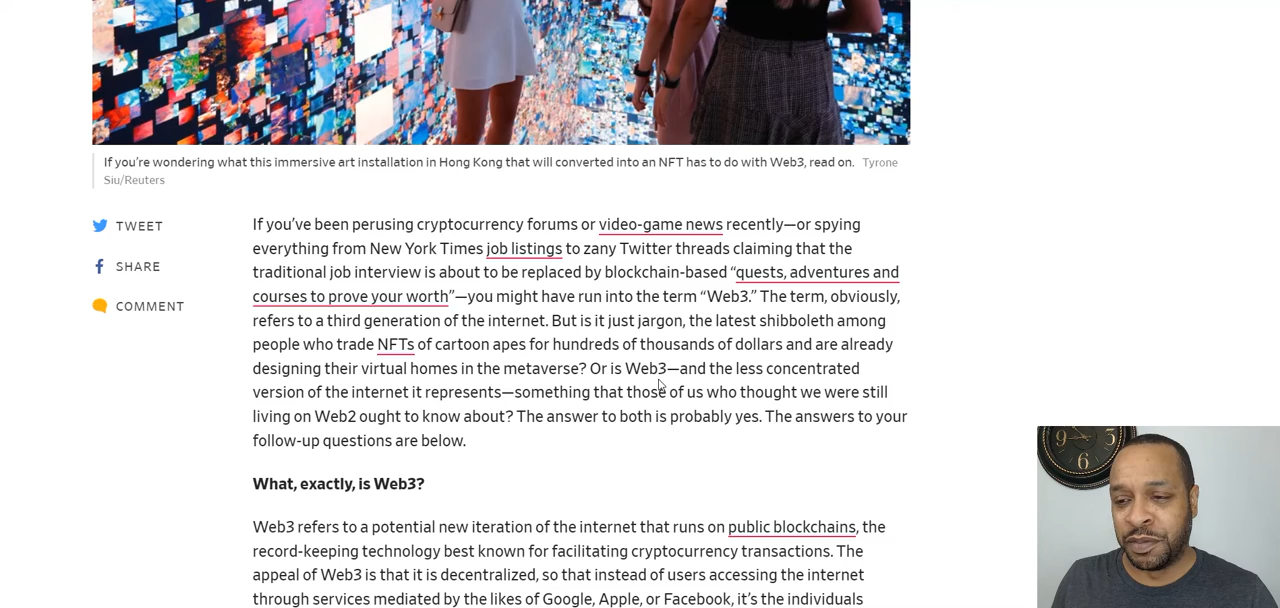 If you’re wondering what this immersive art installation in Hong Kong that will converted into an NFT has to do with Web3, read on. Tyrone
Siu/Reuters
TWEET
SHARE
COMMENT
If you’ve been perusing cryptocurrency forums or video-game news recently—or spying
everything from New York Times job listings to zany Twitter threads claiming that the
traditional job interview is about to be replaced by blockchain-based “quests, adventures and
courses to prove your worth”—you might have run into the term “Web3.” The term, obviously,
refers to a third generation of the internet. But is it just jargon, the latest shibboleth among
people who trade NFTs of cartoon apes for hundreds of thousands of dollars and are already
designing their virtual homes in the metaverse? Or is Web3—and the less concentrated
version of the internet it represents—something that those of us who thought we were still
living on Web2 ought to know about? The answer to both is probably yes. The answers to your
follow-up questions are below.
What, exactly, is Web3?
Web3 refers to a potential new iteration of the internet that runs on public blockchains, the
record-keeping technology best known for facilitating cryptocurrency transactions. The
appeal of Web3 is that it is decentralized, so that instead of users accessing the internet
through services mediated by the likes of Google, Apple, or Facebook, it’s the individuals
9
3
6
5